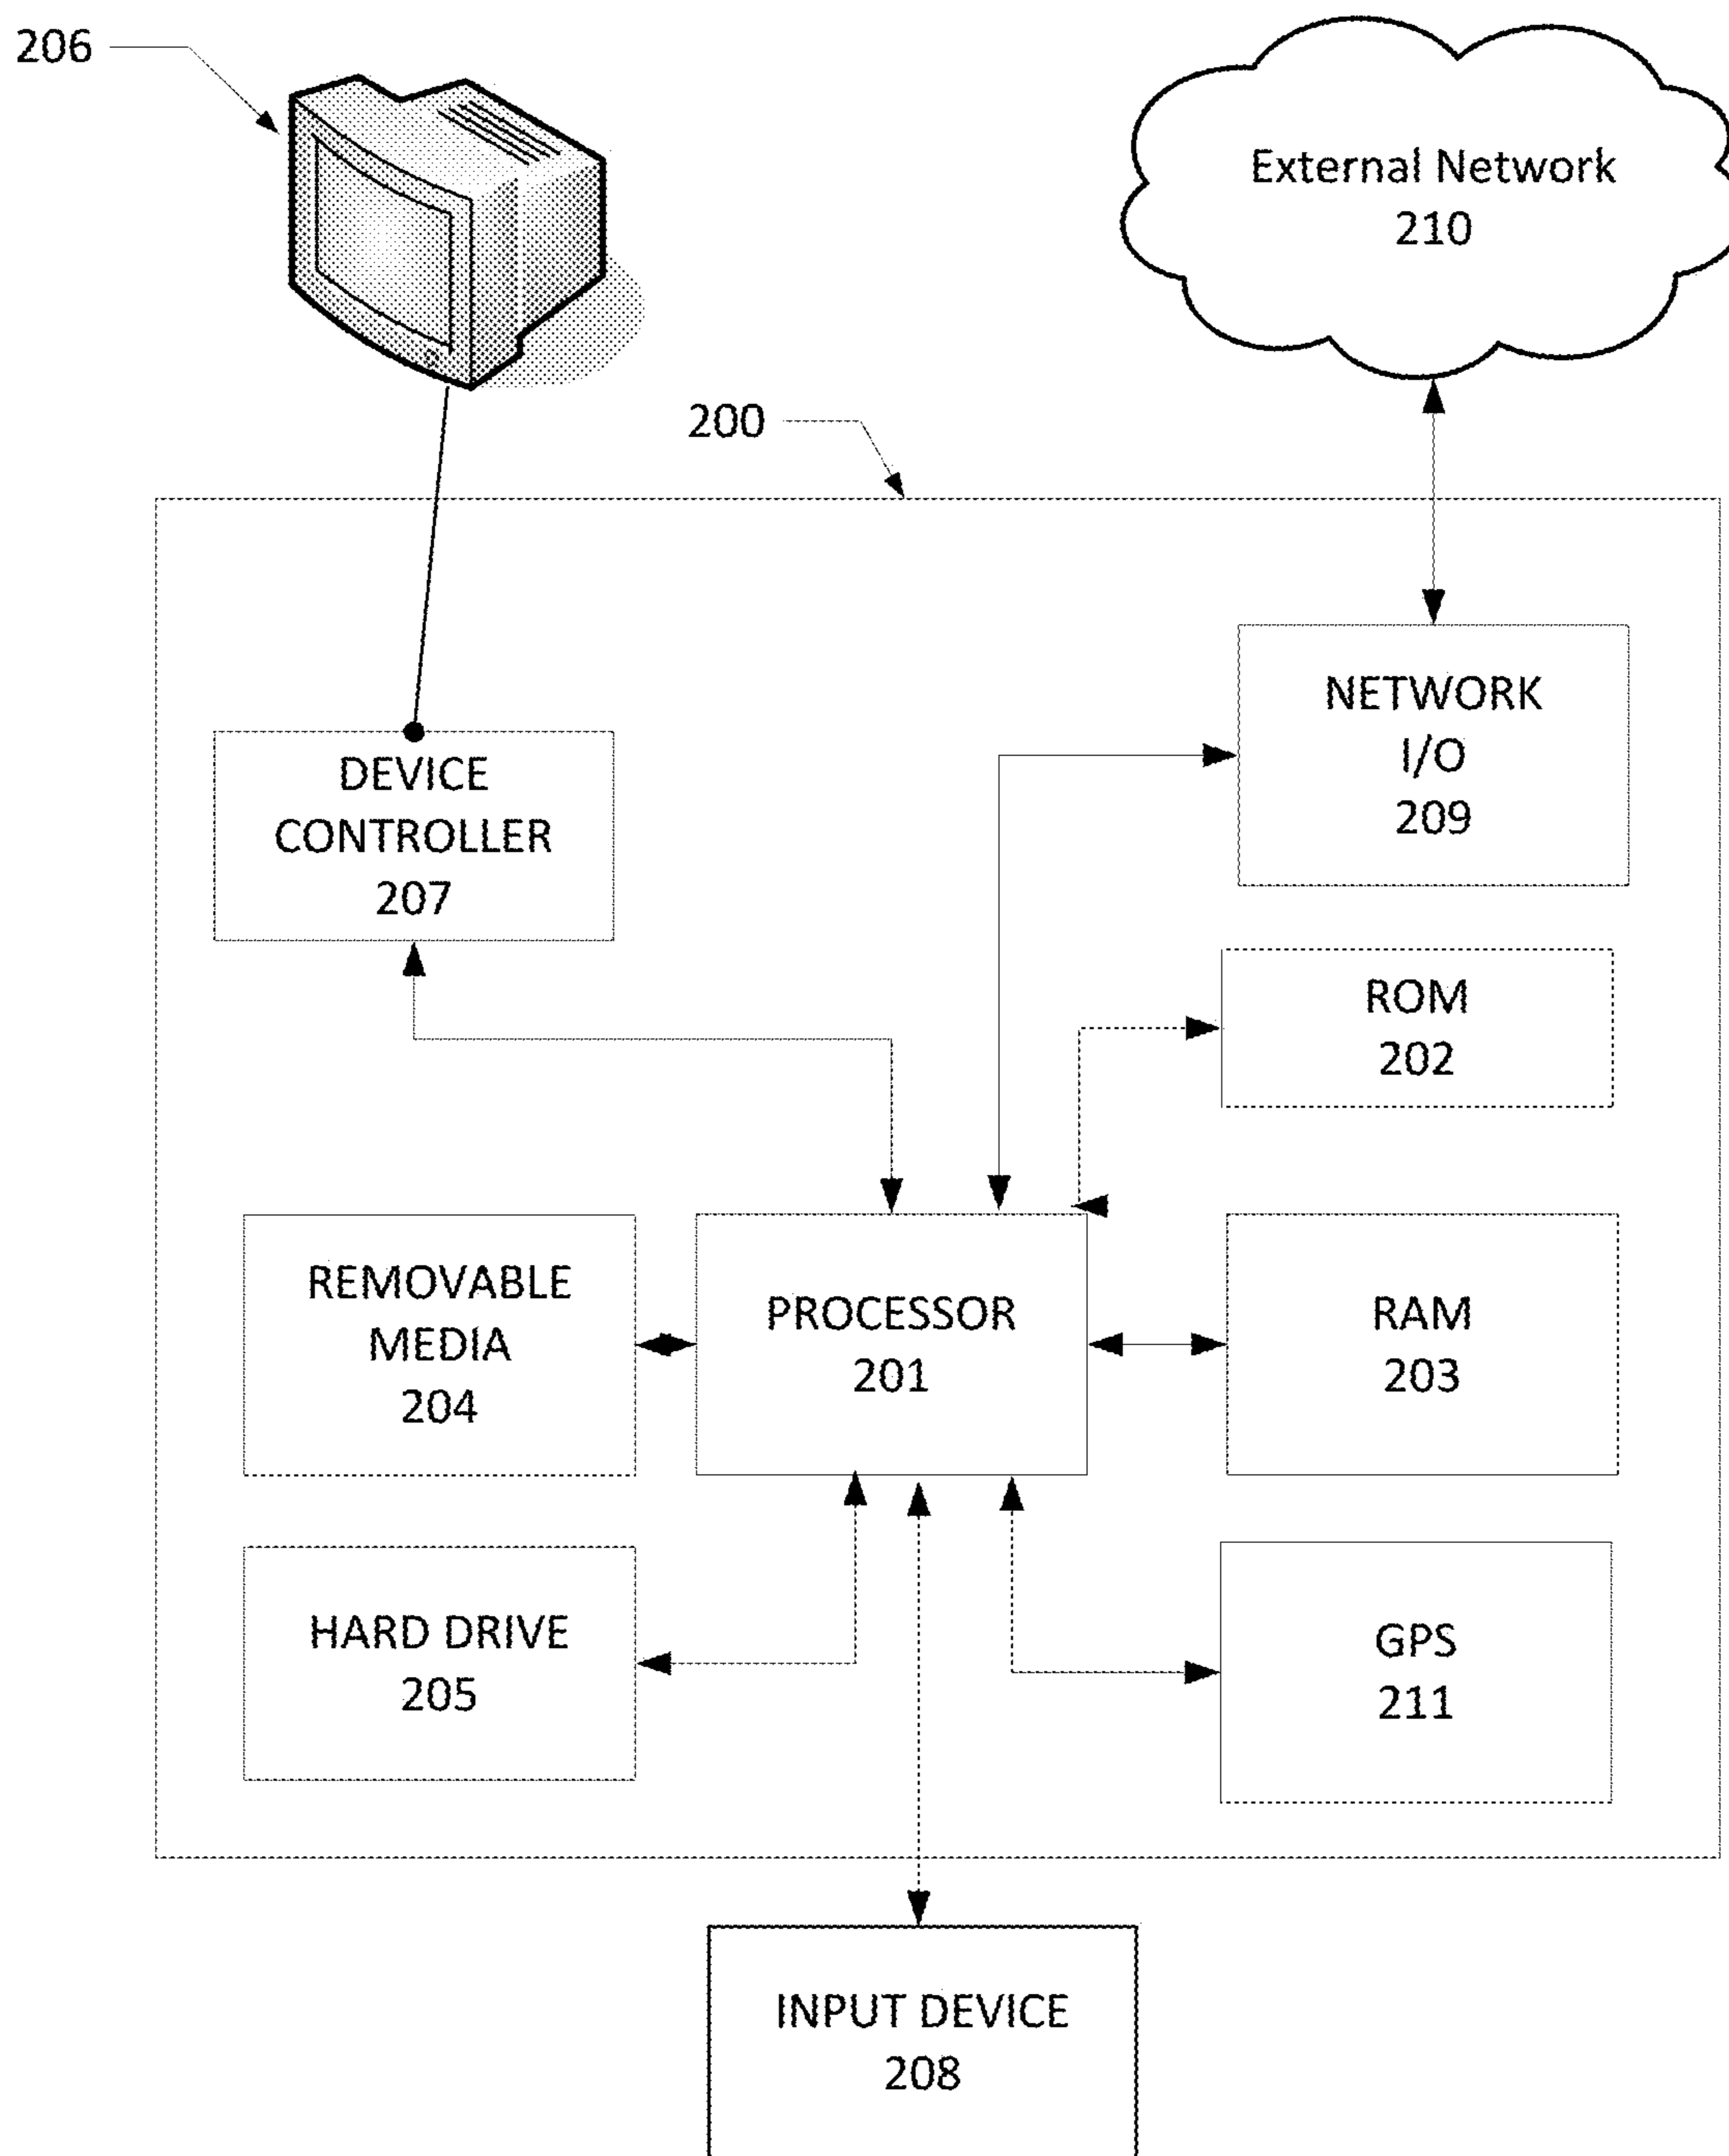 206
External Network
210
200
NETWORK
I/O
209
DEVICE
CONTROLLER
207
ROM
202
REMOVABLE
MEDIA
204
PROCESSOR
201
RAM
203
HARD DRIVE
205
GPS
211
INPUT DEVICE
208